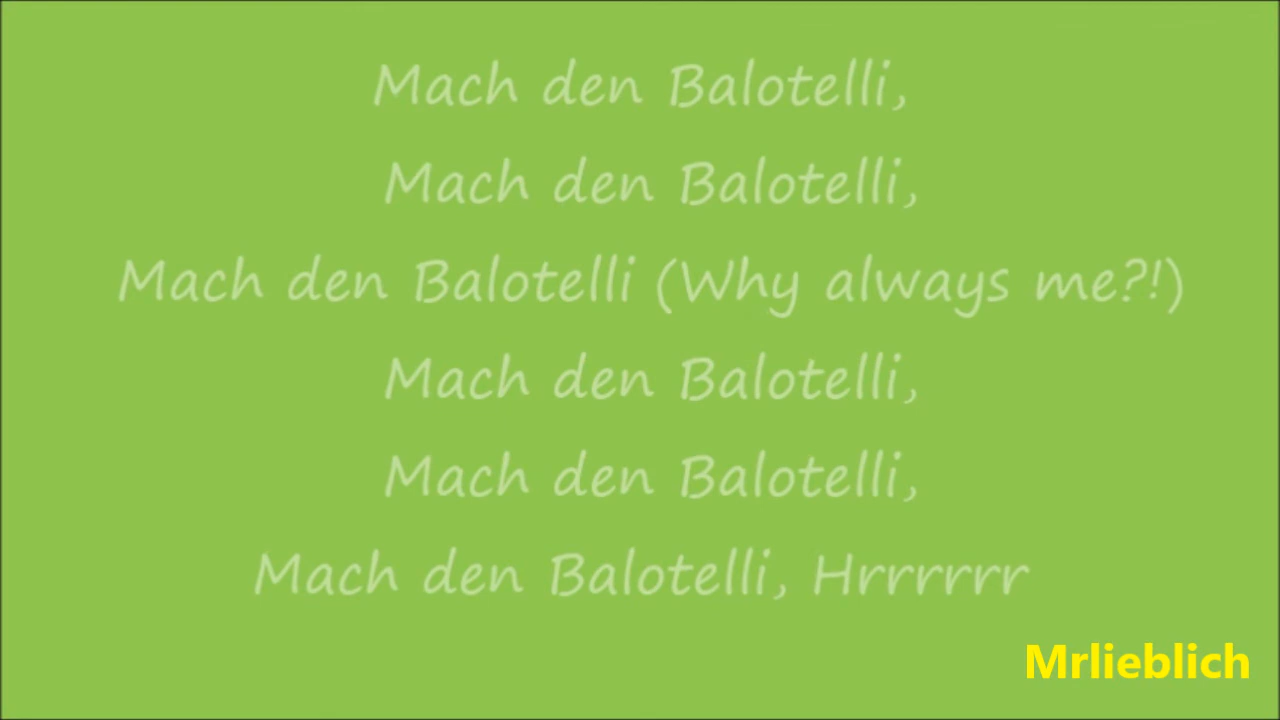 Mach den Balotelli,
Mach den Balotelli,
Mach den Balotelli (Why always me?!)
Mach den Balotelli,
Mach den Balotelli,
Mach den Balotelli, Hrrrrrr
Mrlieblich